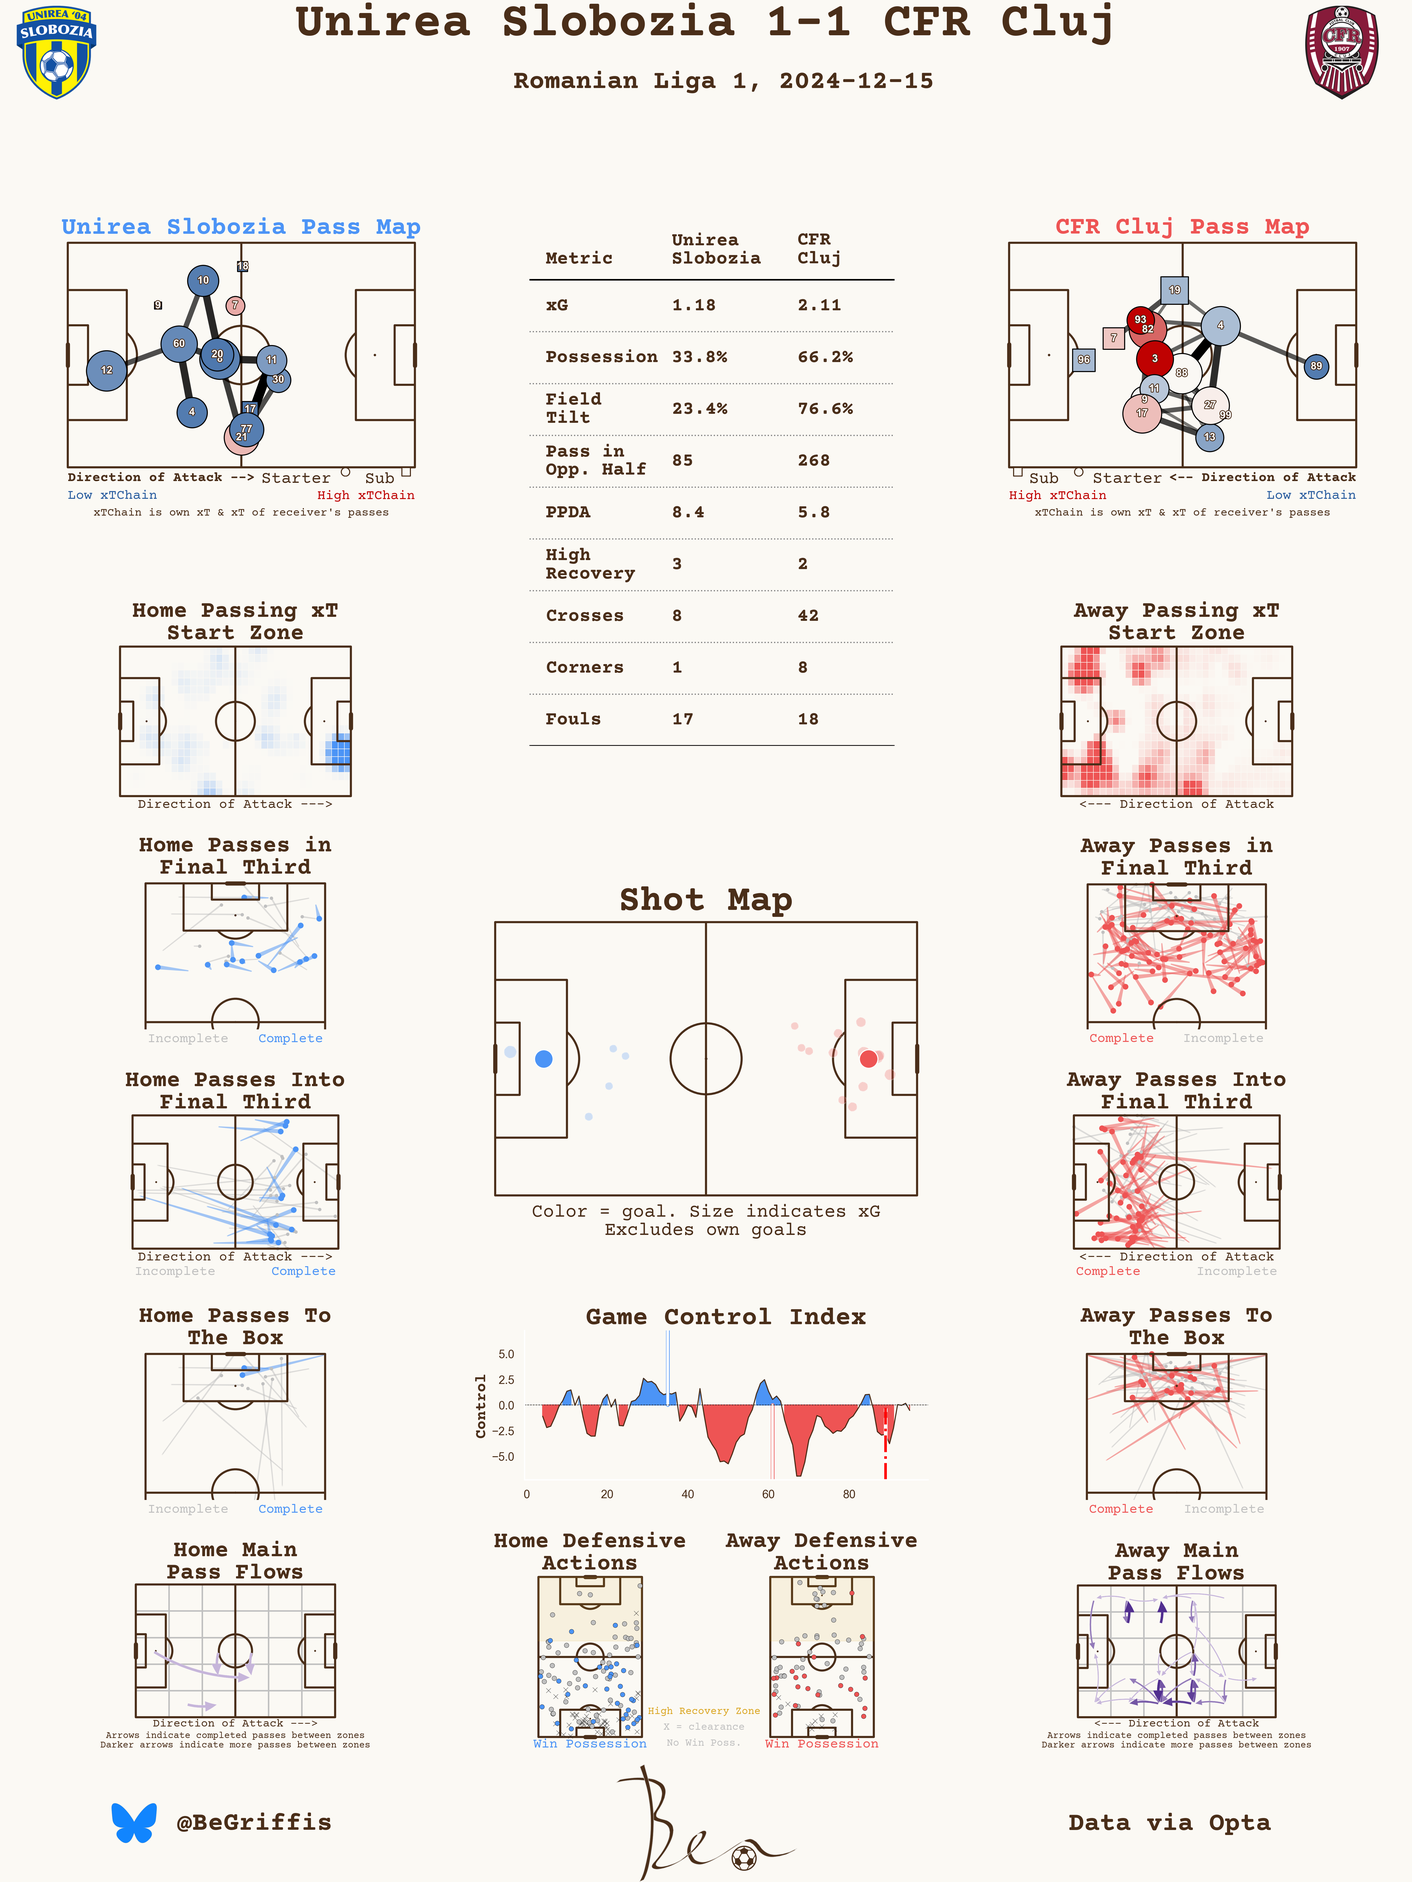 Unirea Slobozia 1-1 CFR Cluj
Romanian Liga 1, 2024-12-15
UNIREA '04
SLOBOZIA
CFR
1907
Unirea Slobozia Pass Map
18
10
9
7
60
20
8
11
12
30
4
17
77
21
Direction of Attack --> Starter Sub
Low xTChain High xTChain
xTChain is own xT & xT of receiver's passes
Metric Unirea Slobozia CFR Cluj
xG 1.18 2.11
Possession 33.8% 66.2%
Field Tilt 23.4% 76.6%
Pass in Opp. Half 85 268
PPDA 8.4 5.8
High Recovery 3 2
Crosses 8 42
Corners 1 8
Fouls 17 18
CFR Cluj Pass Map
19
93
82
4
7
96
3
88
89
11
9
17
27
99
13
Sub Starter <-- Direction of Attack
High xTChain Low xTChain
xTChain is own xT & xT of receiver's passes
Home Passing xT
Start Zone
Direction of Attack --->
Away Passing xT
Start Zone
<--- Direction of Attack
Home Passes in
Final Third
Incomplete Complete
Away Passes in
Final Third
Complete Incomplete
Shot Map
Color = goal. Size indicates xG
Excludes own goals
Home Passes Into
Final Third
Direction of Attack --->
Incomplete Complete
Away Passes Into
Final Third
<--- Direction of Attack
Complete Incomplete
Home Passes To
The Box
Incomplete Complete
Game Control Index
Control
5.0
2.5
0.0
−2.5
−5.0
0 20 40 60 80
Away Passes To
The Box
Complete Incomplete
Home Main
Pass Flows
Direction of Attack --->
Arrows indicate completed passes between zones
Darker arrows indicate more passes between zones
Home Defensive
Actions
Win Possession
High Recovery Zone
X = clearance
No Win Poss.
Away Defensive
Actions
Win Possession
Away Main
Pass Flows
<--- Direction of Attack
Arrows indicate completed passes between zones
Darker arrows indicate more passes between zones
@BeGriffis
Ben
Data via Opta